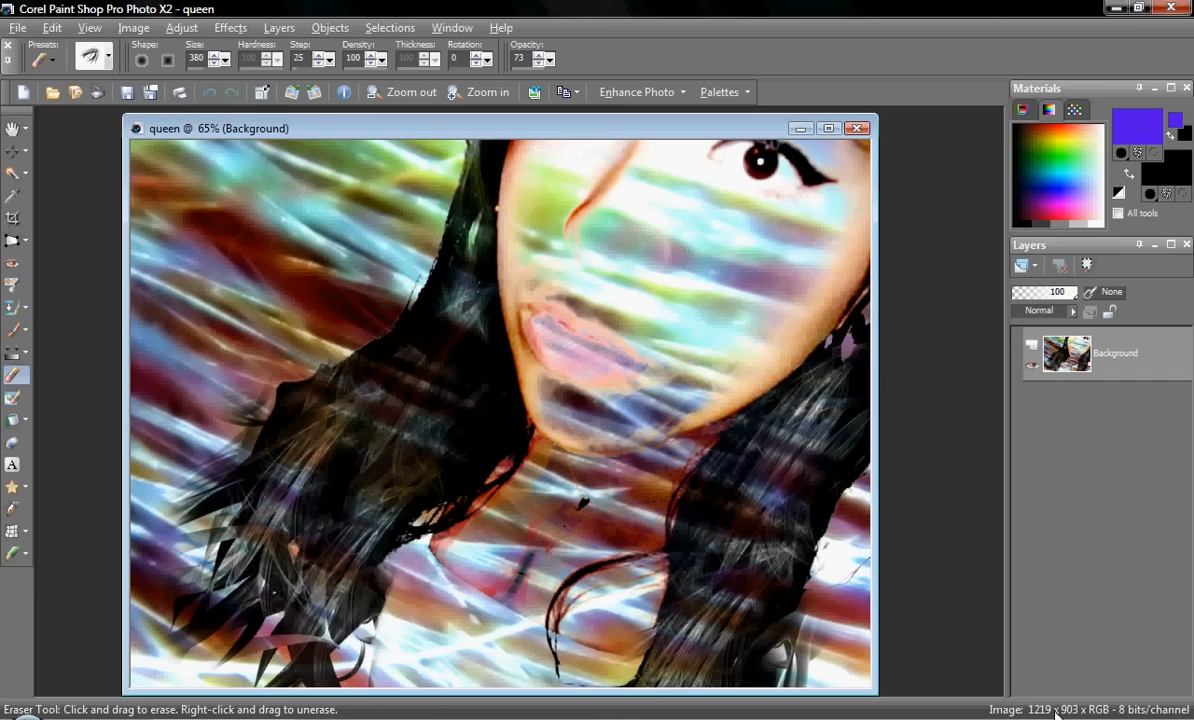 Corel Paint Shop Pro Photo X2 - queen
File Edit View Image Adjust Effects Layers Objects Selections Window Help
Presets: Shape: Size: Hardness: Step: Density: Thickness: Rotation: Opacity:
380 100 25 100 100 0 73
Zoom out Zoom in Enhance Photo Palettes
Materials
queen @ 65% (Background)
All tools
Layers
100 None
Normal
Background
A
Eraser Tool: Click and drag to erase. Right-click and drag to unerase.
Image: 1219 x 903 x RGB - 8 bits/channel